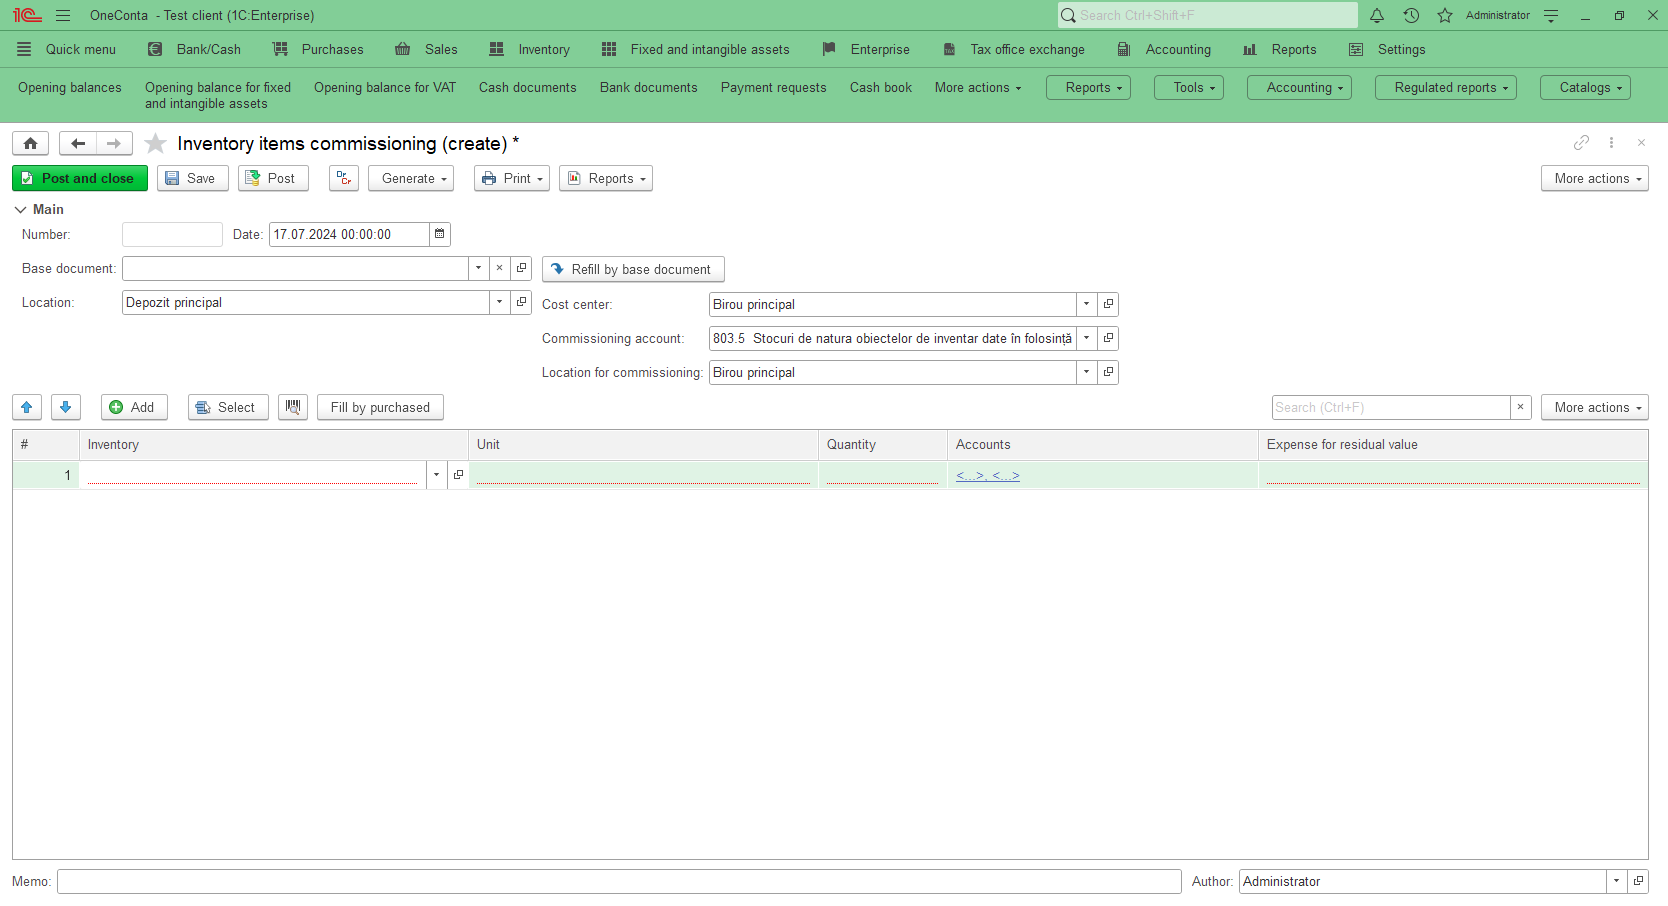 OneConta - Test client (1C:Enterprise)
Search Ctrl+Shift+F
Administrator
Quick menu Bank/Cash Purchases Sales Inventory Fixed and intangible assets Enterprise Tax office exchange Accounting Reports Settings
Opening balances
Opening balance for fixed
and intangible assets
Opening balance for VAT
Cash documents
Bank documents
Payment requests
Cash book
More actions
Reports
Tools
Accounting
Regulated reports
Catalogs
Inventory items commissioning (create) *
Post and close Save Post Dr Cr Generate Print Reports More actions
Main
Number: Date: 17.07.2024 00:00:00
Base document: Refill by base document
Location: Depozit principal Cost center: Birou principal
Commissioning account: 803.5 Stocuri de natura obiectelor de inventar date în folosință
Location for commissioning: Birou principal
Add Select Fill by purchased Search (Ctrl+F) × More actions
# Inventory Unit Quantity Accounts Expense for residual value
1 <...>, <...>
Memo: Author: Administrator